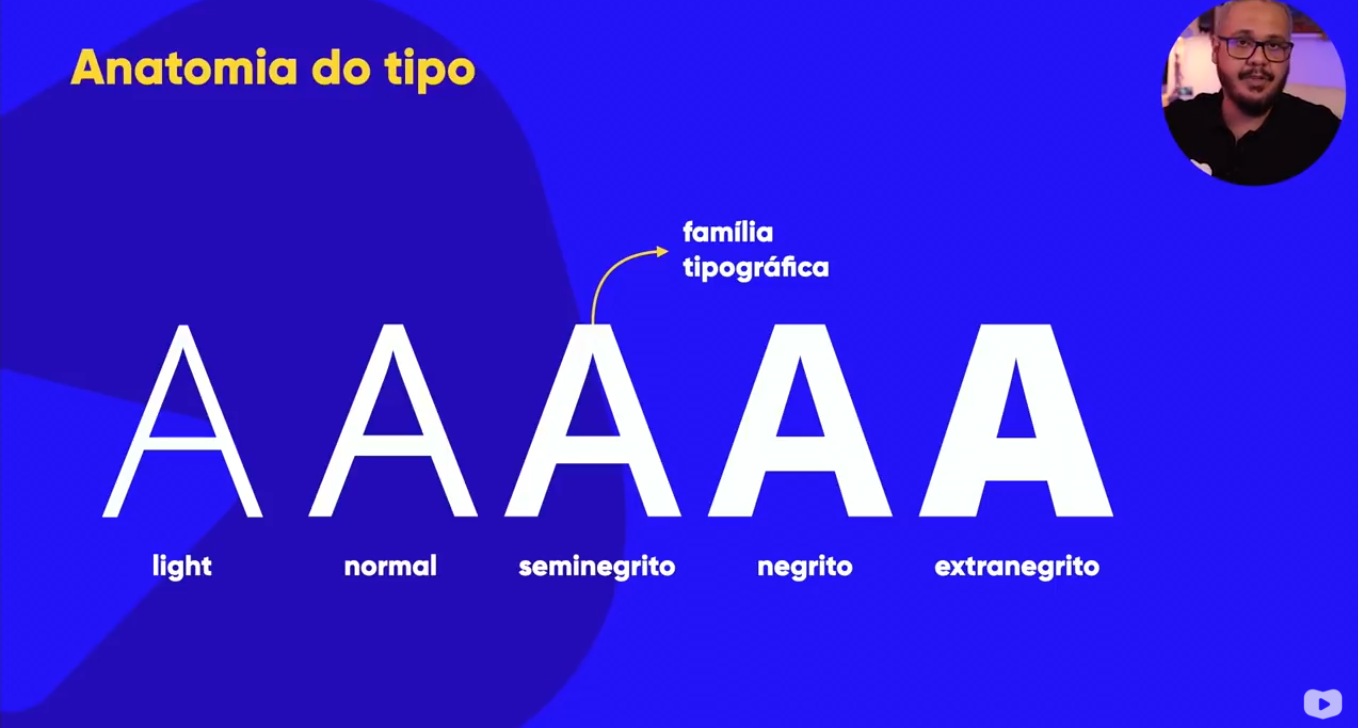 Anatomia do tipo
família
tipográfica
A A A A A
light normal seminegrito negrito extranegrito